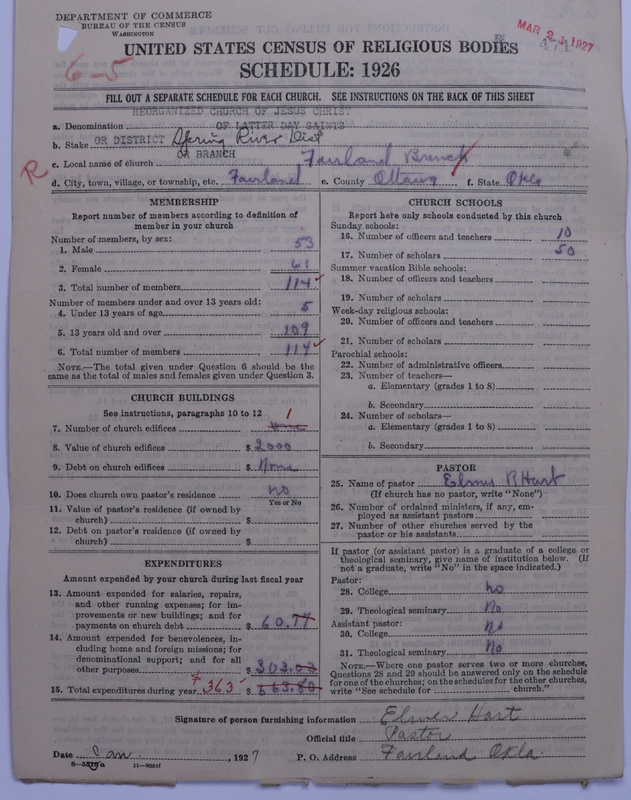 DEPARTMENT OF COMMERCE
BUREAU OF THE CENSUS
WASHINGTON
MAR 21 1927
6-5
UNITED STATES CENSUS OF RELIGIOUS BODIES
SCHEDULE: 1926
FILL OUT A SEPARATE SCHEDULE FOR EACH CHURCH. SEE INSTRUCTIONS ON THE BACK OF THIS SHEET
REORGANIZED CHURCH OF JESUS CHRIST
a. Denomination OF LATTER DAY SAINTS
b. Stake OR DISTRICT Spring River Dist
OR BRANCH
c. Local name of church Fairland Branch
R
d. City, town, village, or township, etc. Fairland e. County Ottawa f. State Okla
MEMBERSHIP
Report number of members according to definition of
member in your church
Number of members, by sex:
1. Male 53
2. Female 61
3. Total number of members 114
Number of members under and over 13 years old:
4. Under 13 years of age 5
5. 13 years old and over 109
6. Total number of members 114
NOTE.—The total given under Question 6 should be
same as the total of males and females given under Question 3.
CHURCH BUILDINGS
See instructions, paragraphs 10 to 12
7. Number of church edifices 1
8. Value of church edifices $ 2000
9. Debt on church edifices $ None
10. Does church own pastor's residence no
Yes or No
11. Value of pastor's residence (if owned by
church) $
12. Debt on pastor's residence (if owned by
church) $
EXPENDITURES
Amount expended by your church during last fiscal year
13. Amount expended for salaries, repairs,
and other running expenses; for im-
provements or new buildings; and for
payments on church debt $ 60.77
14. Amount expended for benevolences, in-
cluding home and foreign missions; for
denominational support; and for all
other purposes $ 303.03
15. Total expenditures during year $363 $ 363.80
CHURCH SCHOOLS
Report here only schools conducted by this church
Sunday schools:
16. Number of officers and teachers 10
17. Number of scholars 50
Summer vacation Bible schools:
18. Number of officers and teachers
19. Number of scholars
Week-day religious schools:
20. Number of officers and teachers
21. Number of scholars
Parochial schools:
22. Number of administrative officers
23. Number of teachers—
a. Elementary (grades 1 to 8)
b. Secondary
24. Number of scholars—
a. Elementary (grades 1 to 8)
b. Secondary
PASTOR
25. Name of pastor Elmer R Hart
(If church has no pastor, write "None")
26. Number of ordained ministers, if any, em-
ployed as assistant pastors
27. Number of other churches served by the
pastor or his assistants
If pastor (or assistant pastor) is a graduate of a college or
theological seminary, give name of institution below. (If
not a graduate, write "No" in the space indicated.)
Pastor:
28. College No
29. Theological seminary No
Assistant pastor:
30. College No
31. Theological seminary No
NOTE.—Where one pastor serves two or more churches,
Questions 28 and 29 should be answered only on the schedule
for one of the churches; on the schedules for the other churches,
write "See schedule for church."
Signature of person furnishing information Elmer Hart
Official title Pastor
Date Jan, 1927 P. O. Address Fairland Okla.
11-9054f